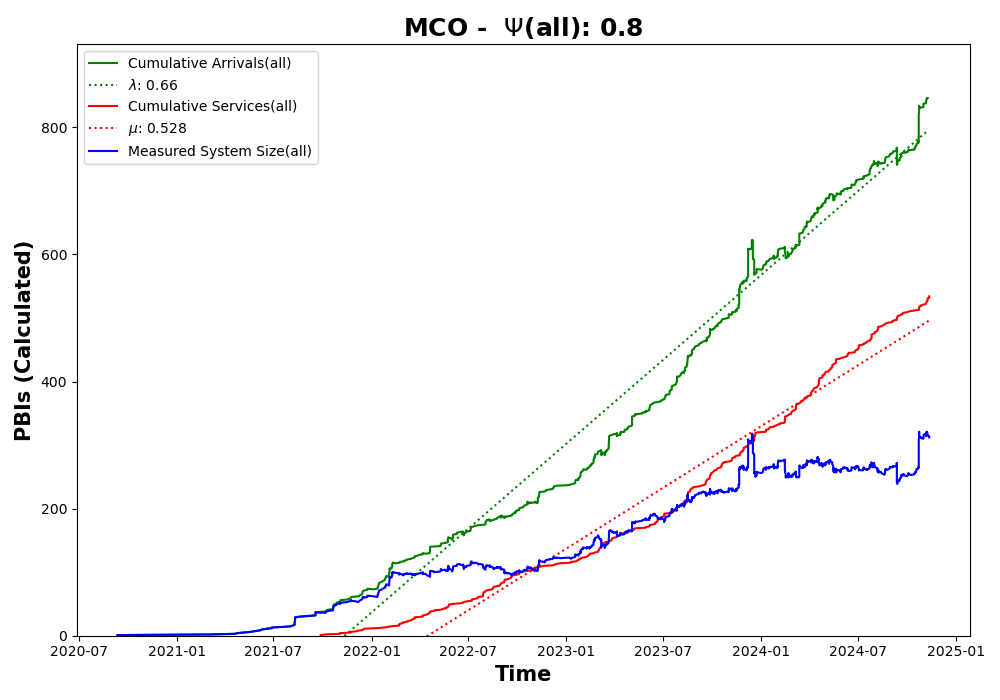 MCO - Ψ(all): 0.8
Cumulative Arrivals(all)
λ: 0.66
Cumulative Services(all)
μ: 0.528
Measured System Size(all)
PBIs (Calculated)
800
600
400
200
0
2020-07 2021-01 2021-07 2022-01 2022-07 2023-01 2023-07 2024-01 2024-07 2025-01
Time